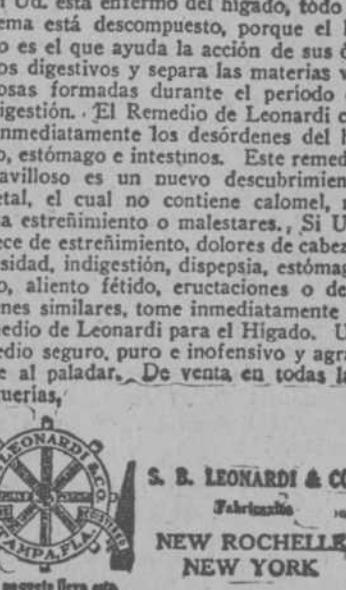 Ud. está enfermo del hígado, todo
ema está descompuesto, porque el
o es el que ayuda la acción de sus ó
os digestivos y separa las materias v
osas formadas durante el período
igestión. El Remedio de Leonardi c
nmediatamente los desórdenes del h
o, estómago e intestinos. Este remed
avilloso es un nuevo descubrimien
etal, el cual no contiene calomel, n
a estreñimiento o malestares. Si U
ece de estreñimiento, dolores de cabez
sidad, indigestión, dispepsia, estómag
o, aliento fétido, eructaciones o de
enes similares, tome inmediatamente
edio de Leonardi para el Hígado. U
edio seguro, puro e inofensivo y agra
e al paladar. De venta en todas la
uerías,
LEONARDI & CO.
TAMPA, FLA.
S. B. LEONARDI & CO
Fabricantes
NEW ROCHELLE
NEW YORK
paquete lleva esta